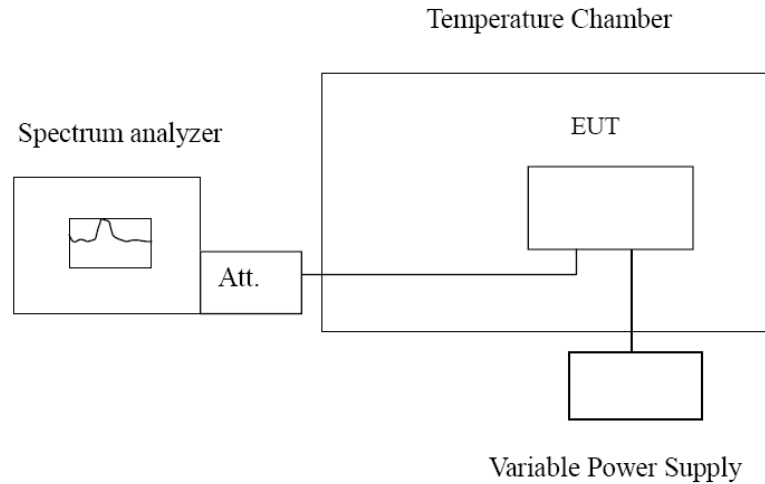 Temperature Chamber
Spectrum analyzer
EUT
Att.
Variable Power Supply